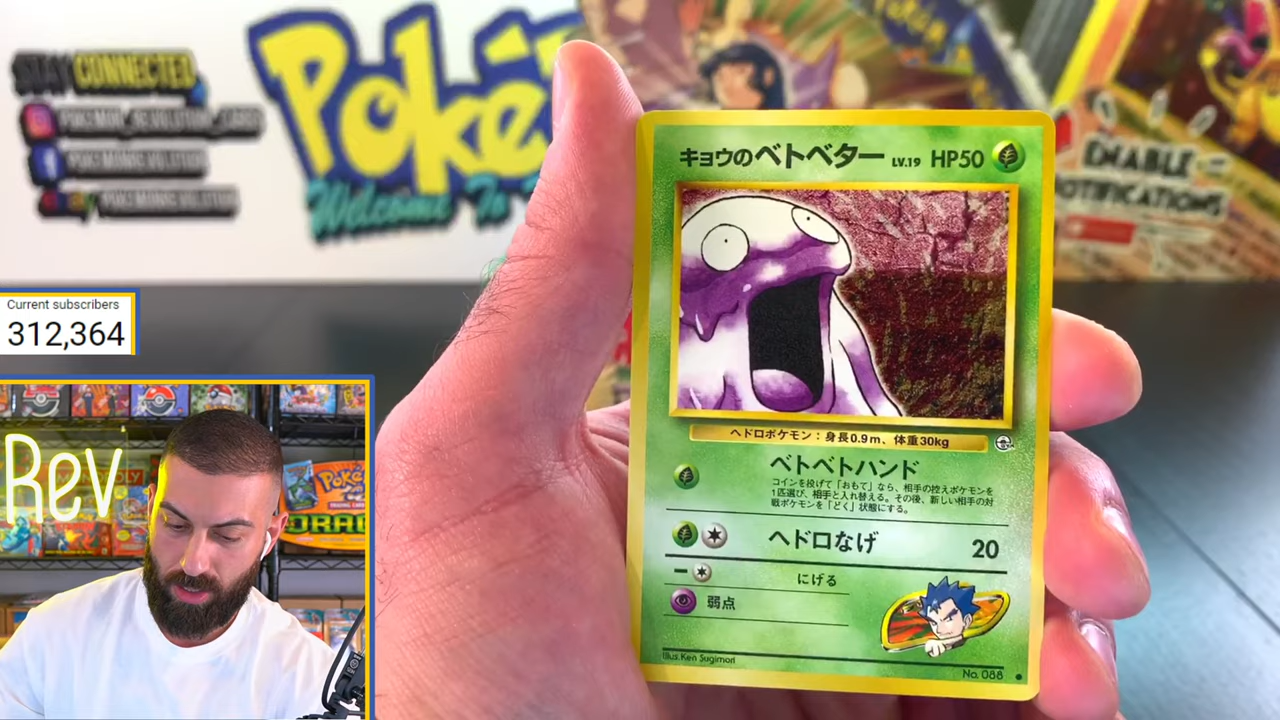 STAY CONNECTED
Poké
Welcome To
ENABLE
NOTIFICATIONS
Current subscribers
312,364
Rev
キョウのベトベター LV.19 HP50
ヘドロポケモン：身長0.9m、体重30kg
ベトベトハンド
コインを投げて「おもて」なら、相手の控えポケモンを
1匹選び、相手と入れ替える。その後、新しい相手の対
戦ポケモンを「どく」状態にする。
ヘドロなげ 20
にげる
弱点
Illus. Ken Sugimori
No. 088